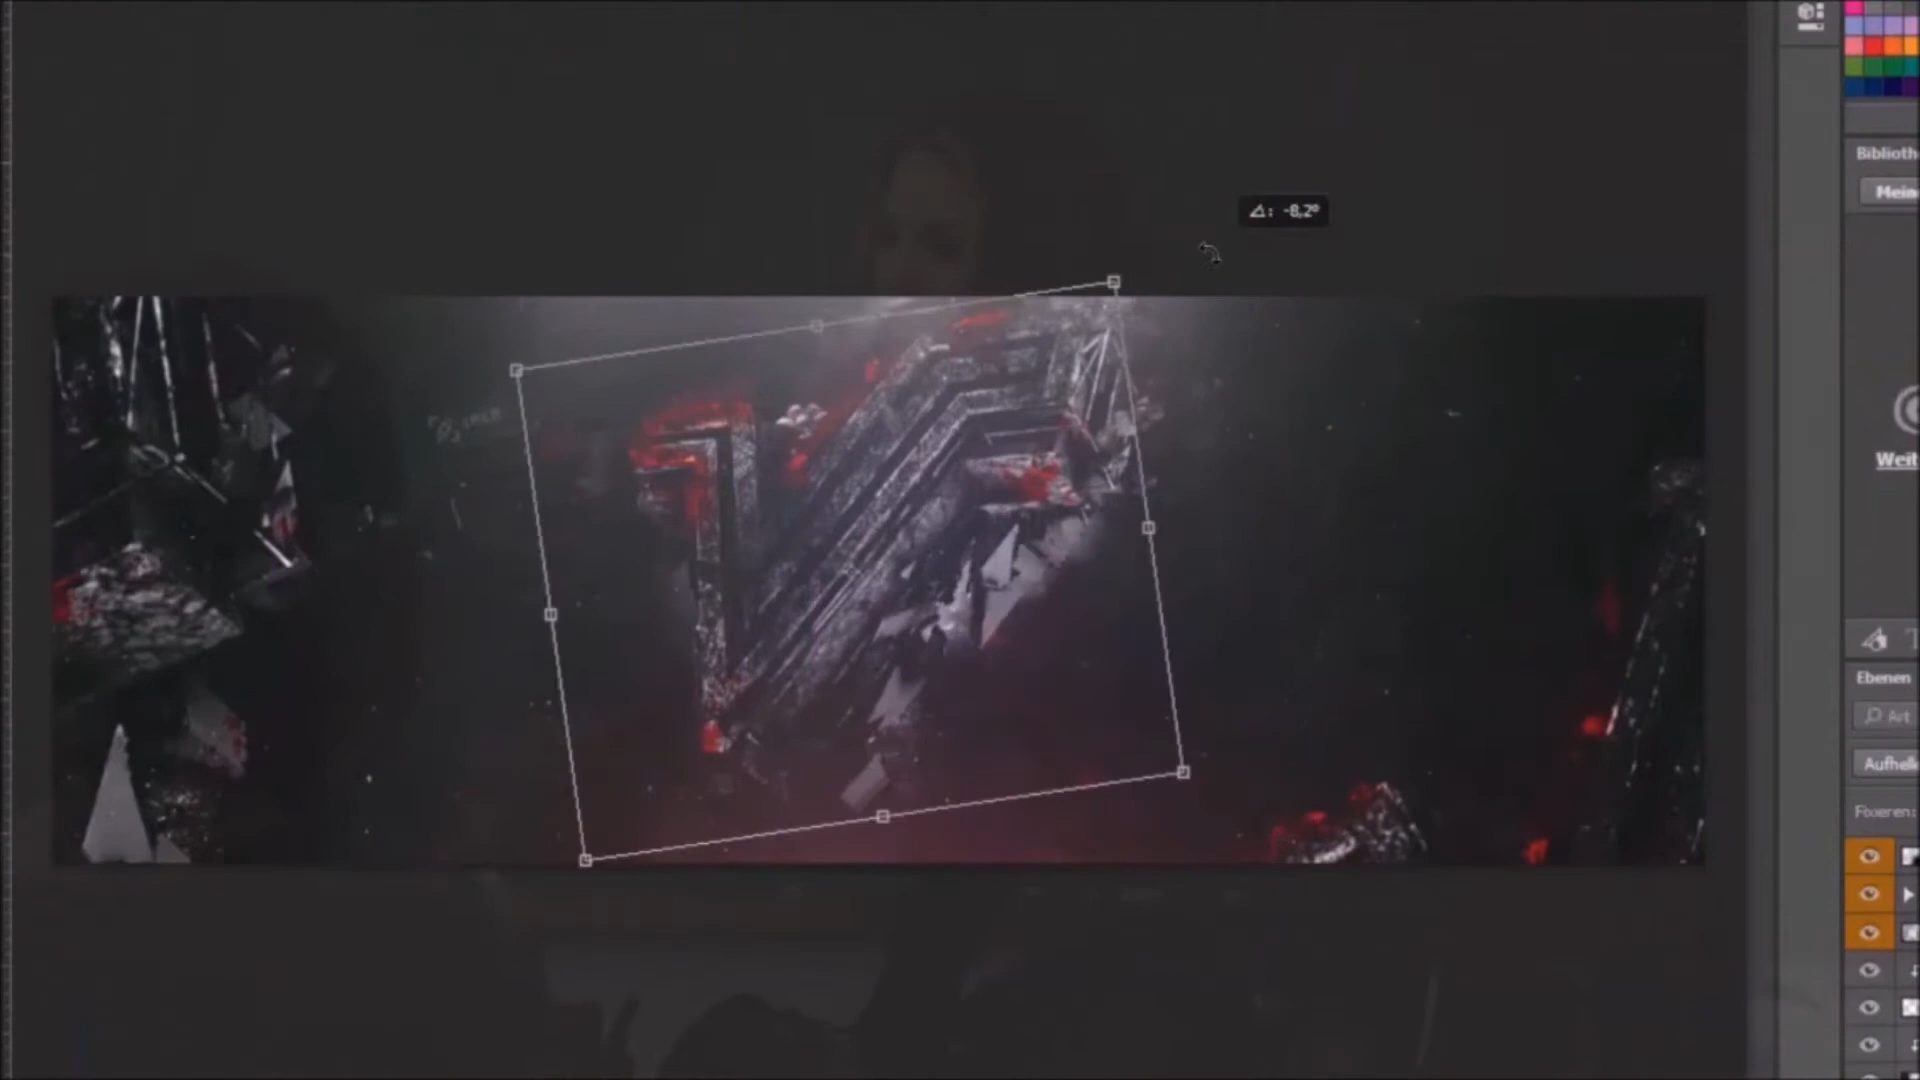 ⊿: -8,2°
Biblioth
Mein
Weit
Ebenen
Art
Aufhell
Fixieren: